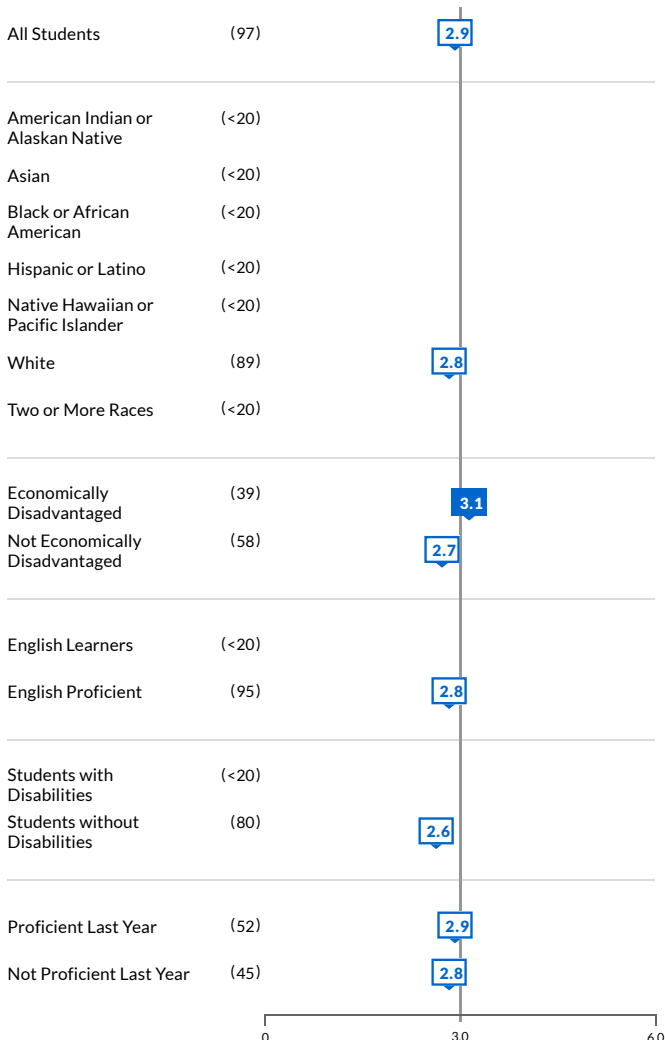 All Students (97) 2.9
American Indian or (<20)
Alaskan Native
Asian (<20)
Black or African (<20)
American
Hispanic or Latino (<20)
Native Hawaiian or (<20)
Pacific Islander
White (89) 2.8
Two or More Races (<20)
Economically (39) 3.1
Disadvantaged
Not Economically (58) 2.7
Disadvantaged
English Learners (<20)
English Proficient (95) 2.8
Students with (<20)
Disabilities
Students without (80) 2.6
Disabilities
Proficient Last Year (52) 2.9
Not Proficient Last Year (45) 2.8
0 3.0 6.0